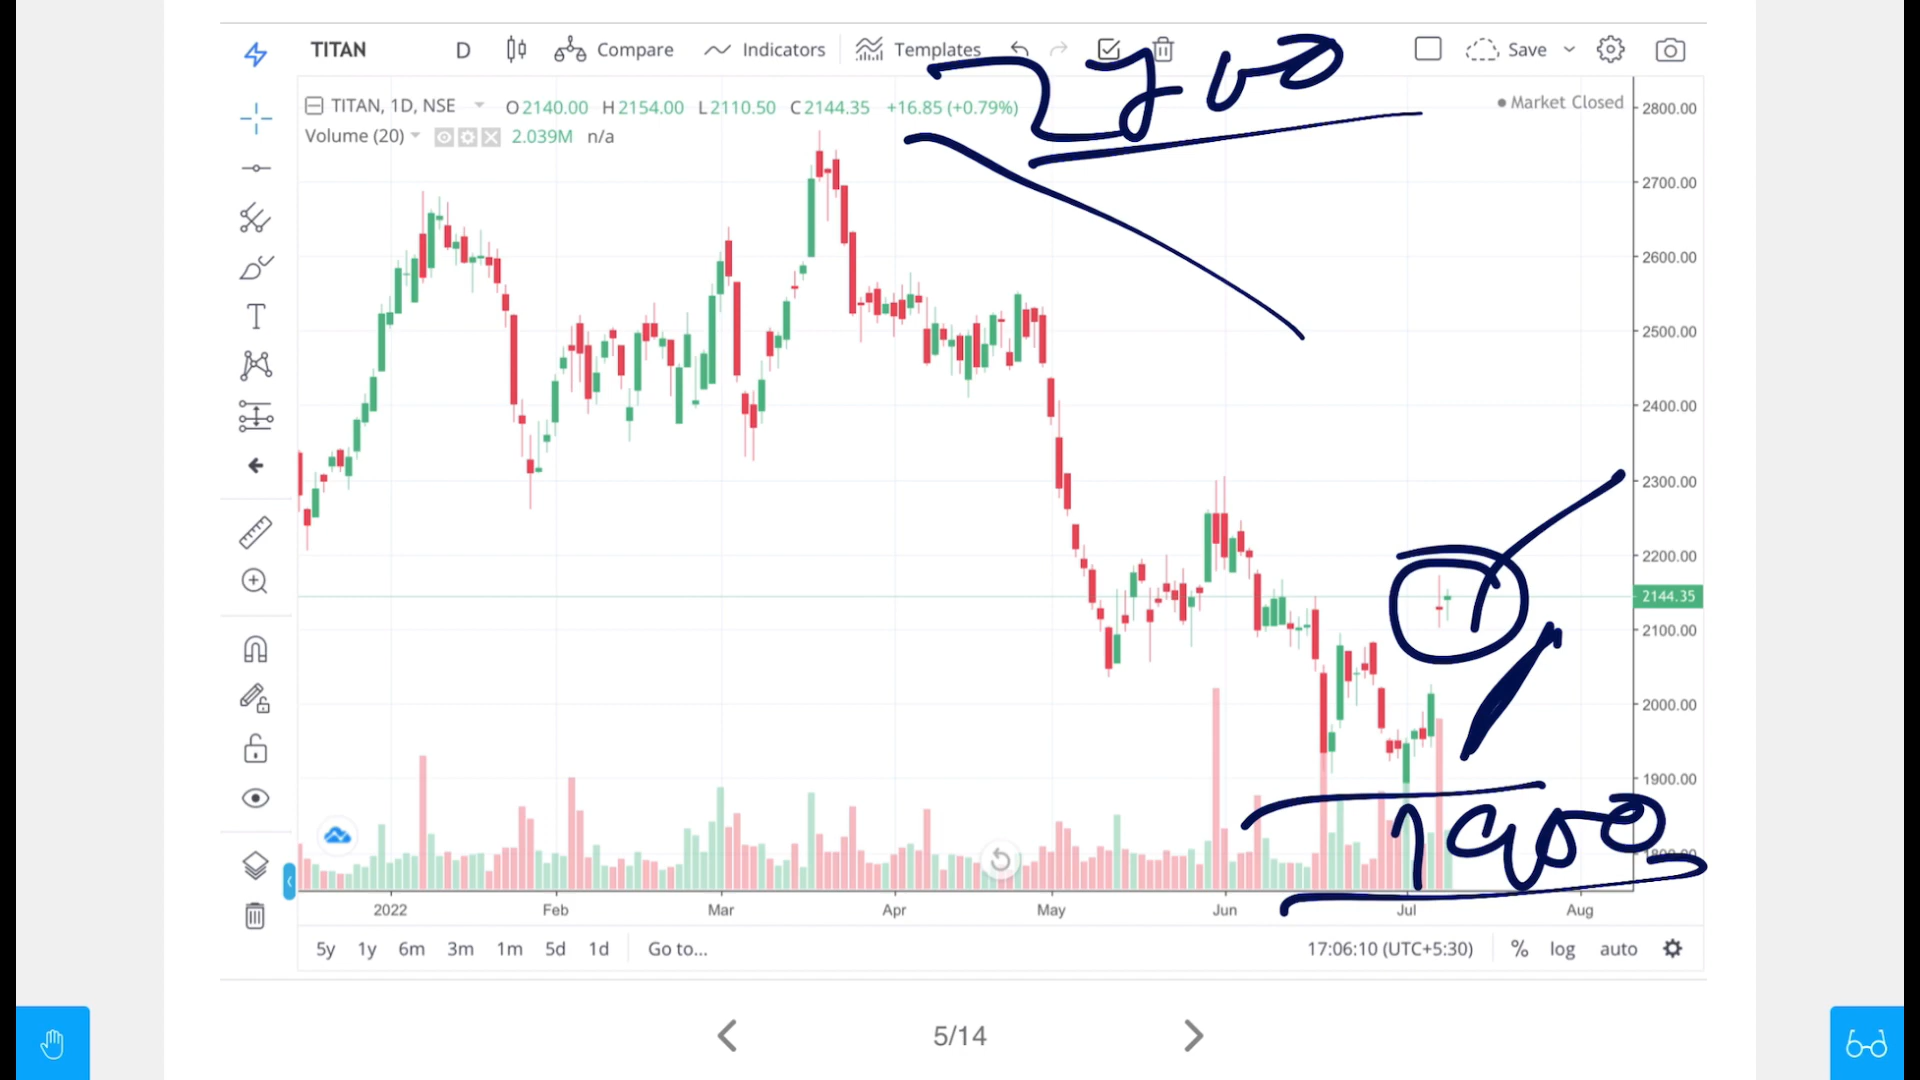 TITAN D Compare Indicators Templates Save
TITAN, 1D, NSE O2140.00 H2154.00 L2110.50 C2144.35 +16.85 (+0.79%)
Market Closed
Volume (20) 2.039M n/a
2800.00
2700.00
2600.00
2500.00
2400.00
2300.00
2200.00
2144.35
2100.00
2000.00
1900.00
1900
2022 Feb Mar Apr May Jun Jul Aug
5y 1y 6m 3m 1m 5d 1d Go to... 17:06:10 (UTC+5:30) % log auto
5/14